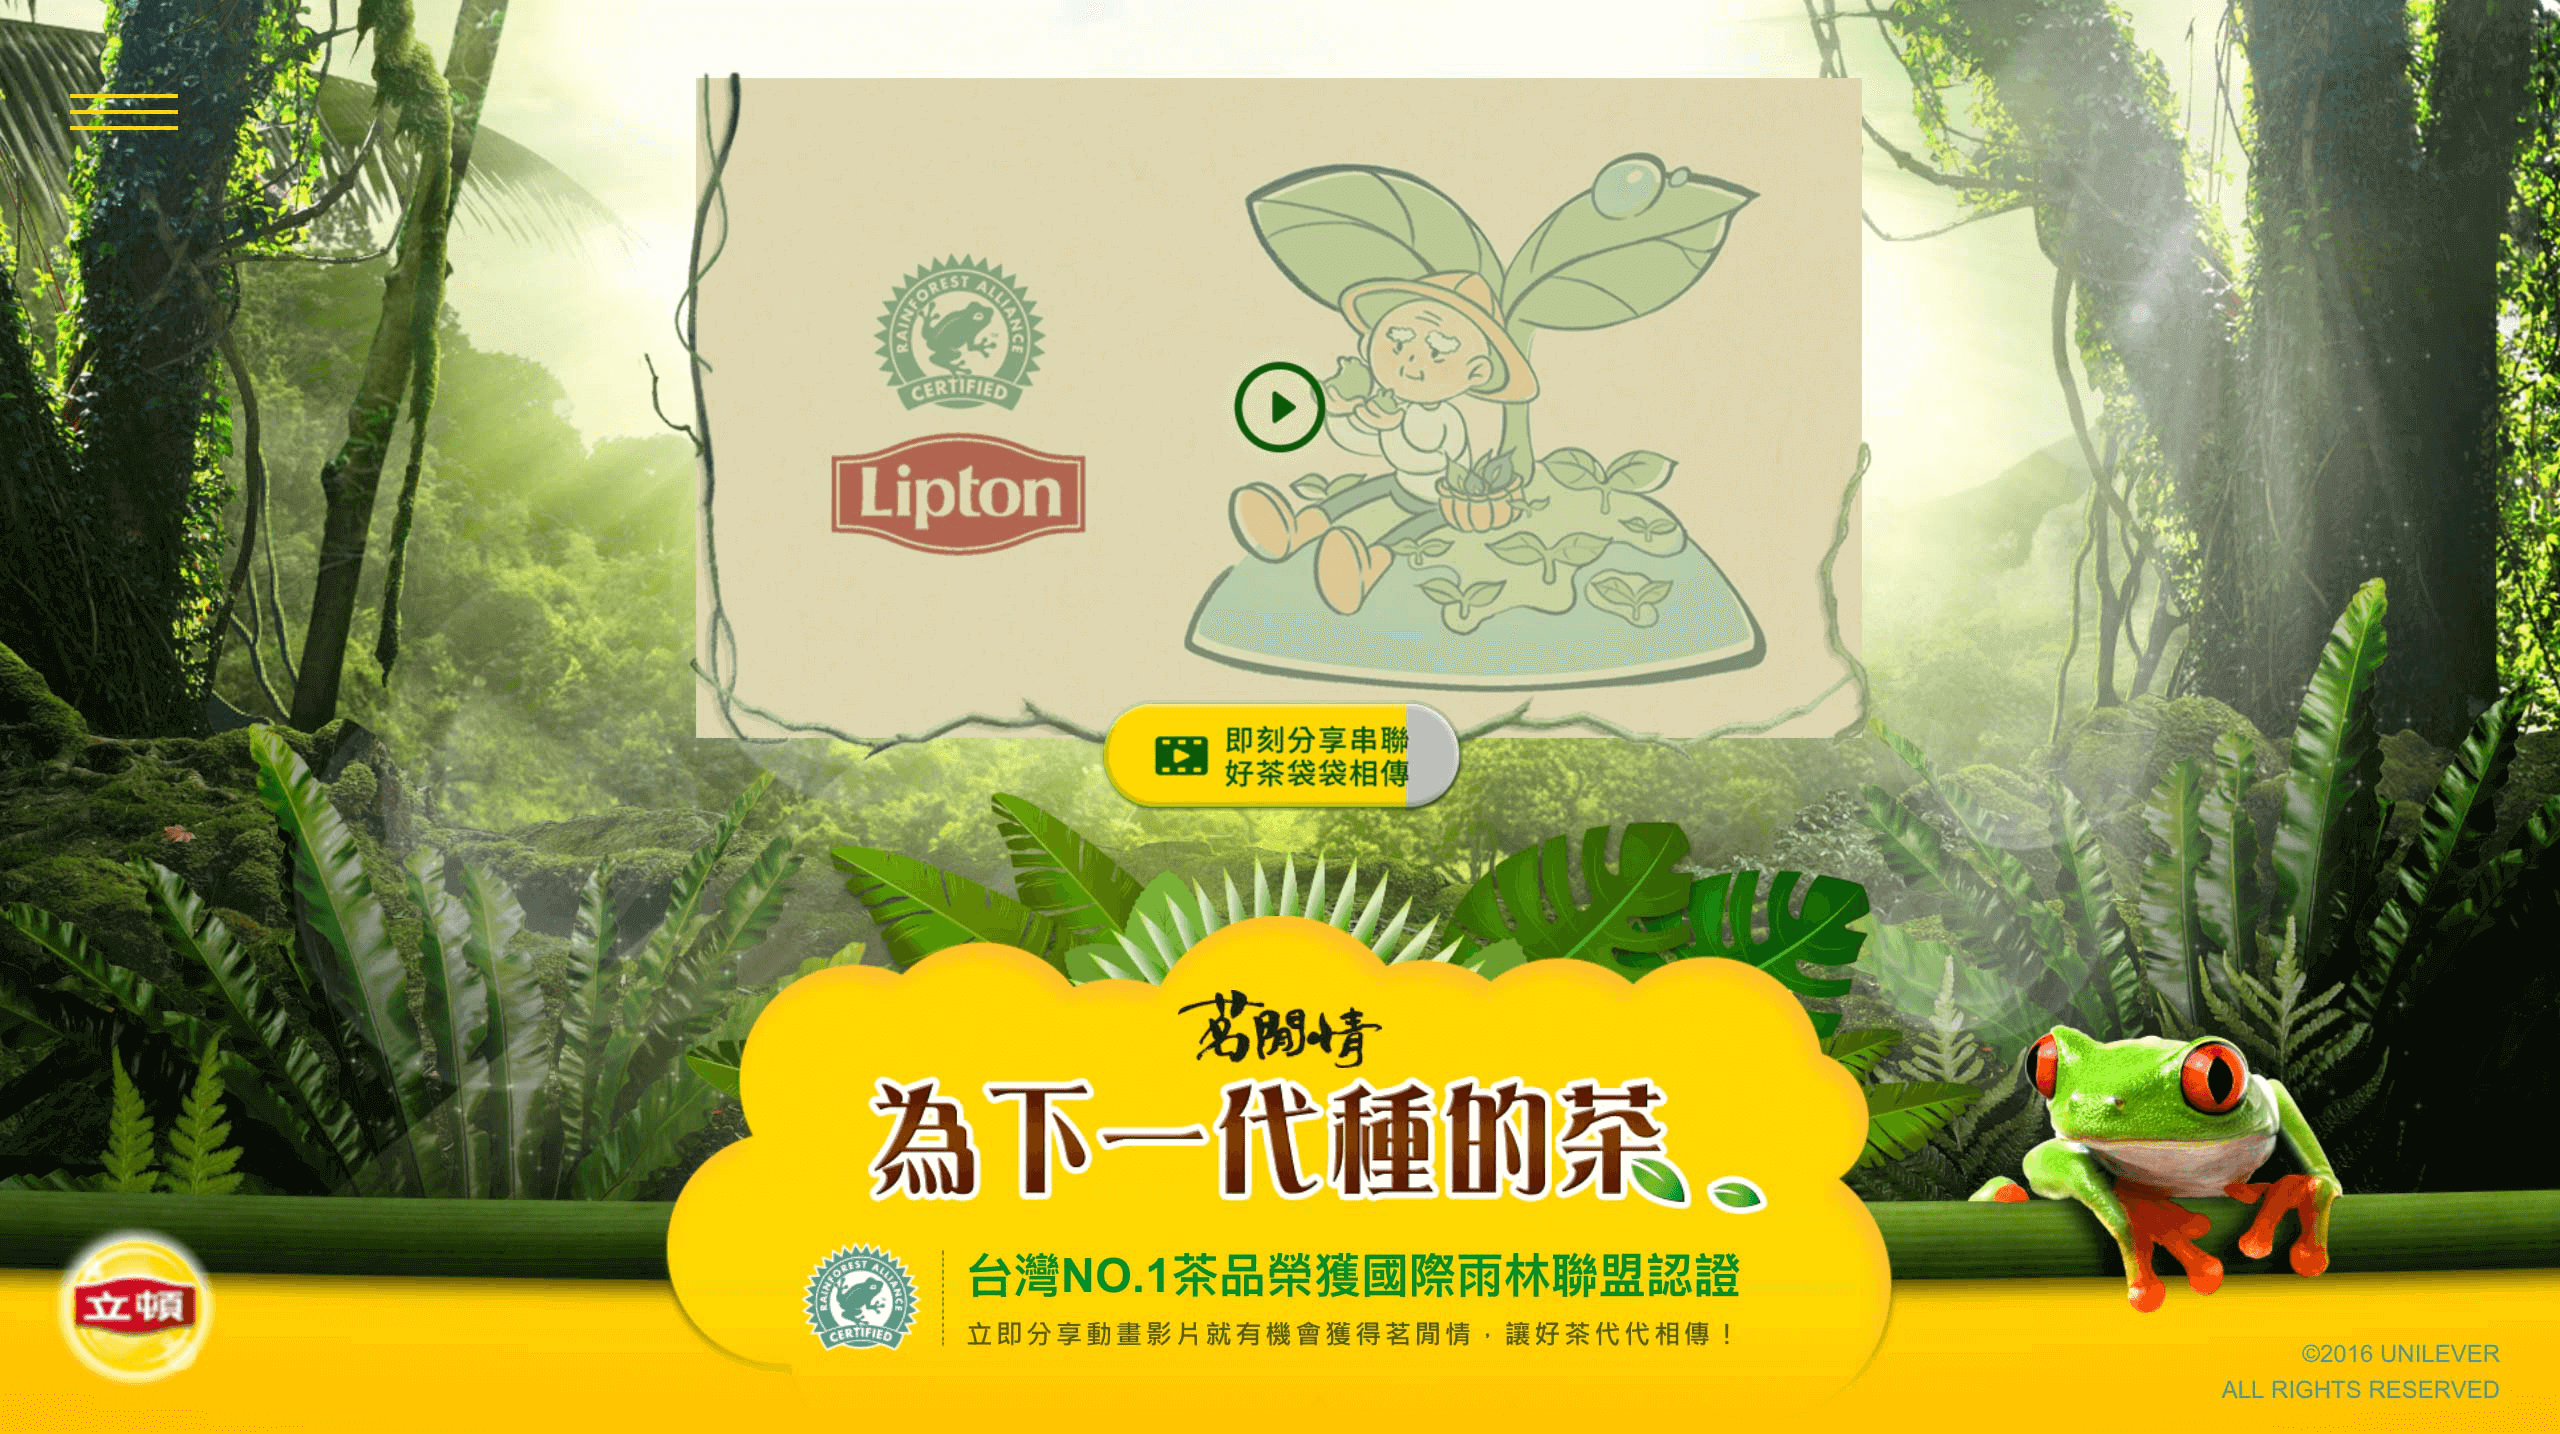 RAINFOREST ALLIANCE
CERTIFIED
Lipton
即刻分享串聯
好茶袋袋相傳
茗閒情
為下一代種的茶
RAINFOREST ALLIANCE
CERTIFIED
台灣NO.1茶品榮獲國際雨林聯盟認證
立即分享動畫影片就有機會獲得茗閒情，讓好茶代代相傳！
立頓
©2016 UNILEVER
ALL RIGHTS RESERVED